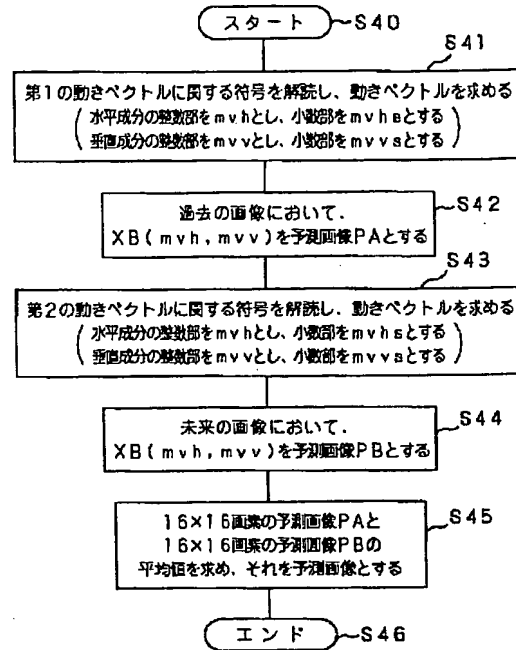 スタート S40
S41
第1の動きベクトルに関する符号を解読し、動きベクトルを求める
水平成分の整数部をmvhとし、小数部をmvhsとする
垂直成分の整数部をmvvとし、小数部をmvvsとする
S42
過去の画像において.
XB(mvh,mvv)を予測画像PAとする
S43
第2の動きベクトルに関する符号を解読し.動きベクトルを求める
水平成分の整数部をmvhとし、小数部をmvhsとする
垂直成分の整数部をmvvとし、小数部をmvvsとする
S44
未来の画像において.
XB(mvh,mvv)を予測画像PBとする
S45
16×16画素の予測画像PAと
16×16画素の予測画像PBの
平均値を求め、それを予測画像とする
エンド S46